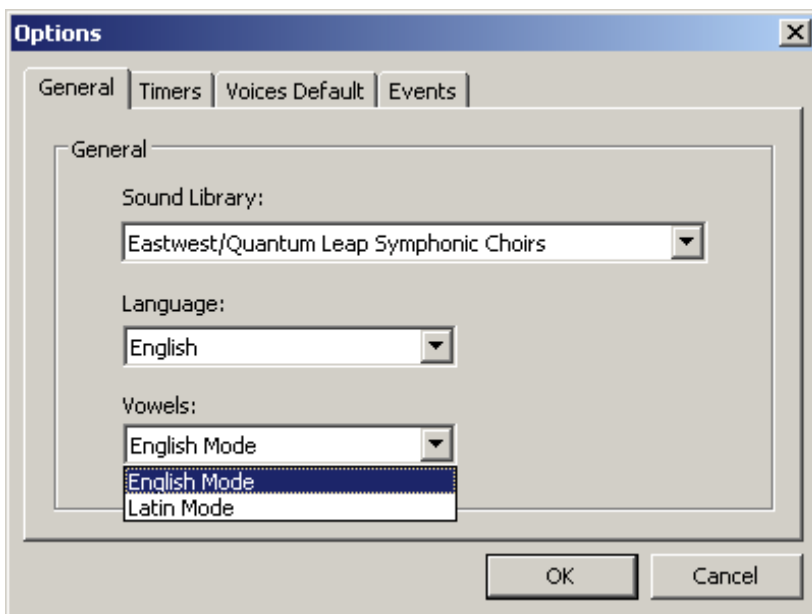 Options
General Timers Voices Default Events
General
Sound Library:
Eastwest/Quantum Leap Symphonic Choirs
Language:
English
Vowels:
English Mode
English Mode
Latin Mode
OK Cancel